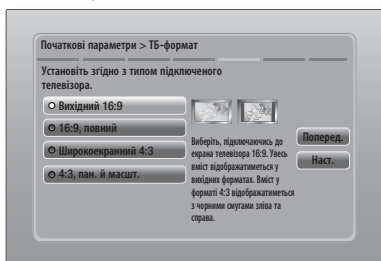 Початкові параметри > ТБ-формат
Установіть згідно з типом підключеного
телевізора.
Вихідний 16:9
16:9, повний
Широкоекранний 4:3
4:3, пан. й масшт.
Виберіть, підключаючись до
екрана телевізора 16:9. Увесь
вміст відображатиметься у
вихідних форматах. Вміст у
форматі 4:3 відображатиметься
з чорними смугами зліва та
справа.
Поперед.
Наст.